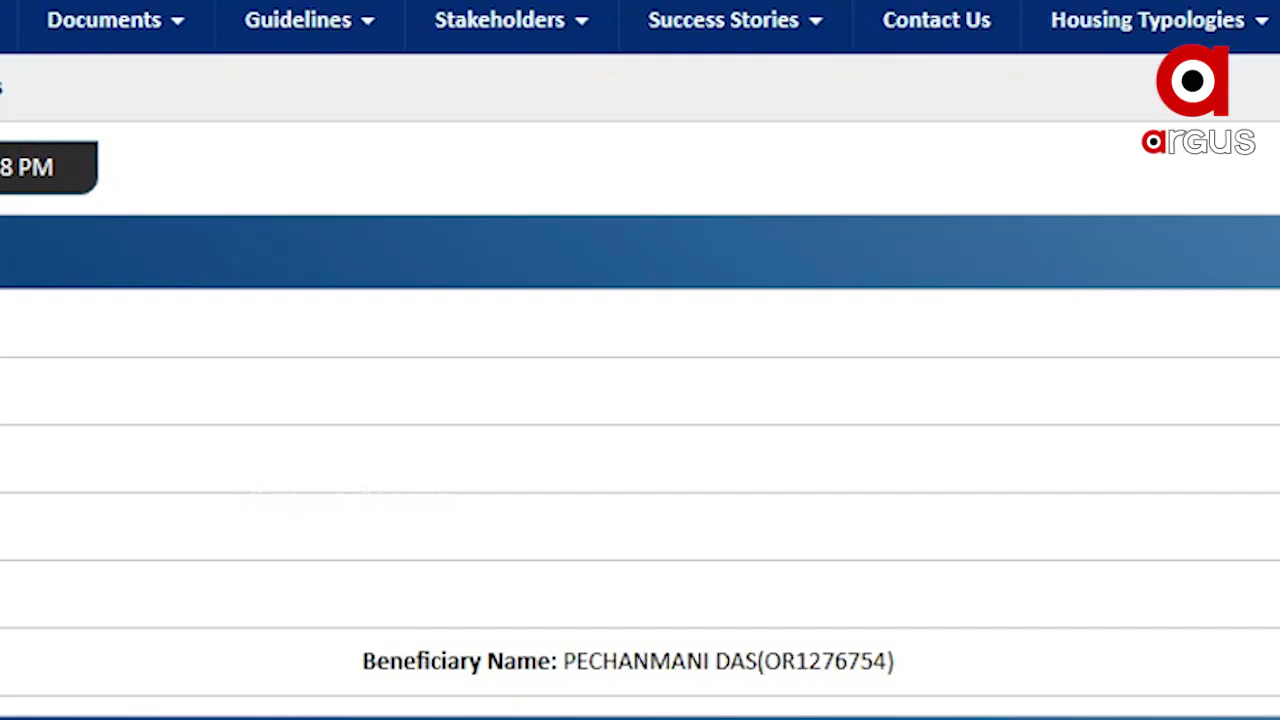 Documents Guidelines Stakeholders Success Stories Contact Us Housing Typologies
argus
8 PM
Beneficiary Name: PECHANMANI DAS(OR1276754)